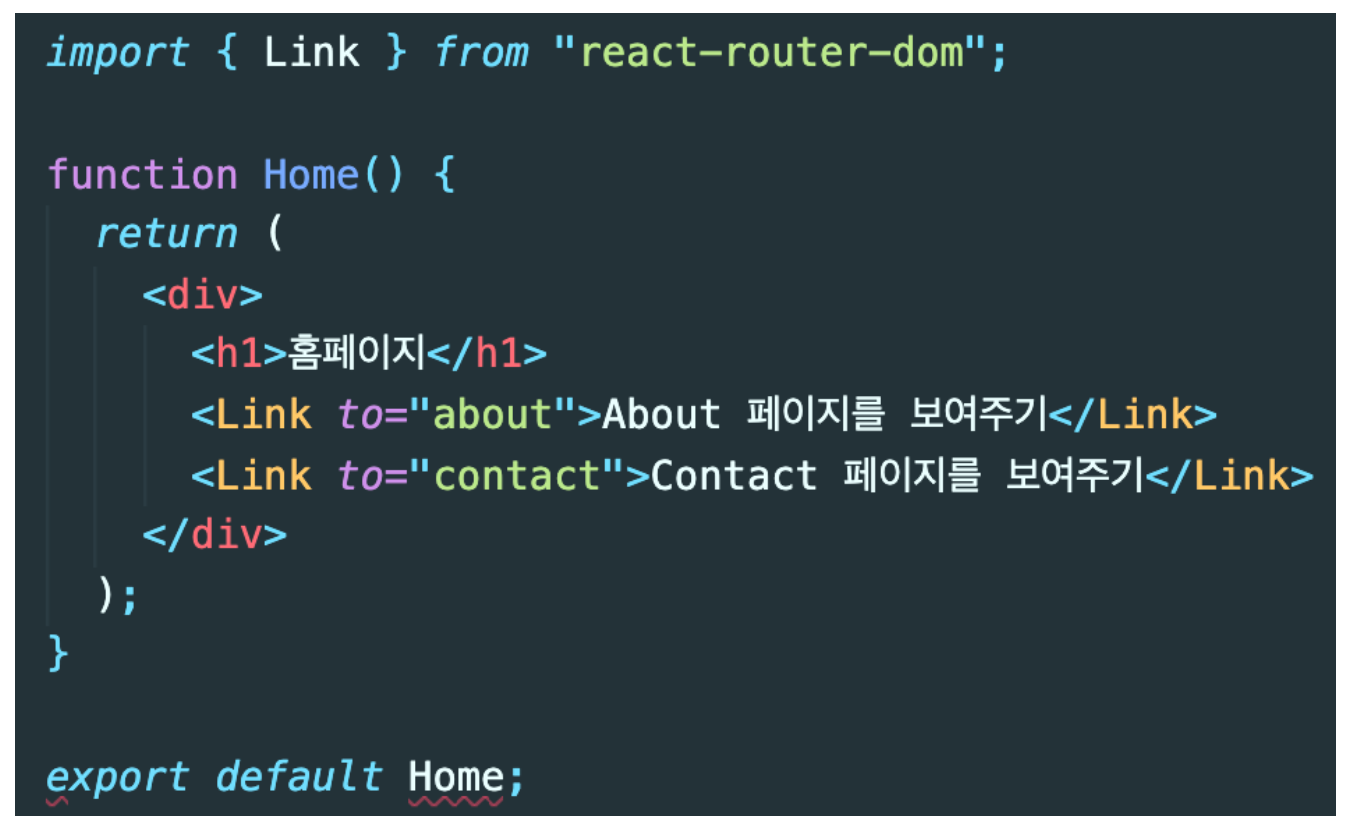 import { Link } from "react-router-dom";
function Home() {
return (
<div>
<h1>홈페이지</h1>
<Link to="about">About 페이지를 보여주기</Link>
<Link to="contact">Contact 페이지를 보여주기</Link>
</div>
);
}
export default Home;